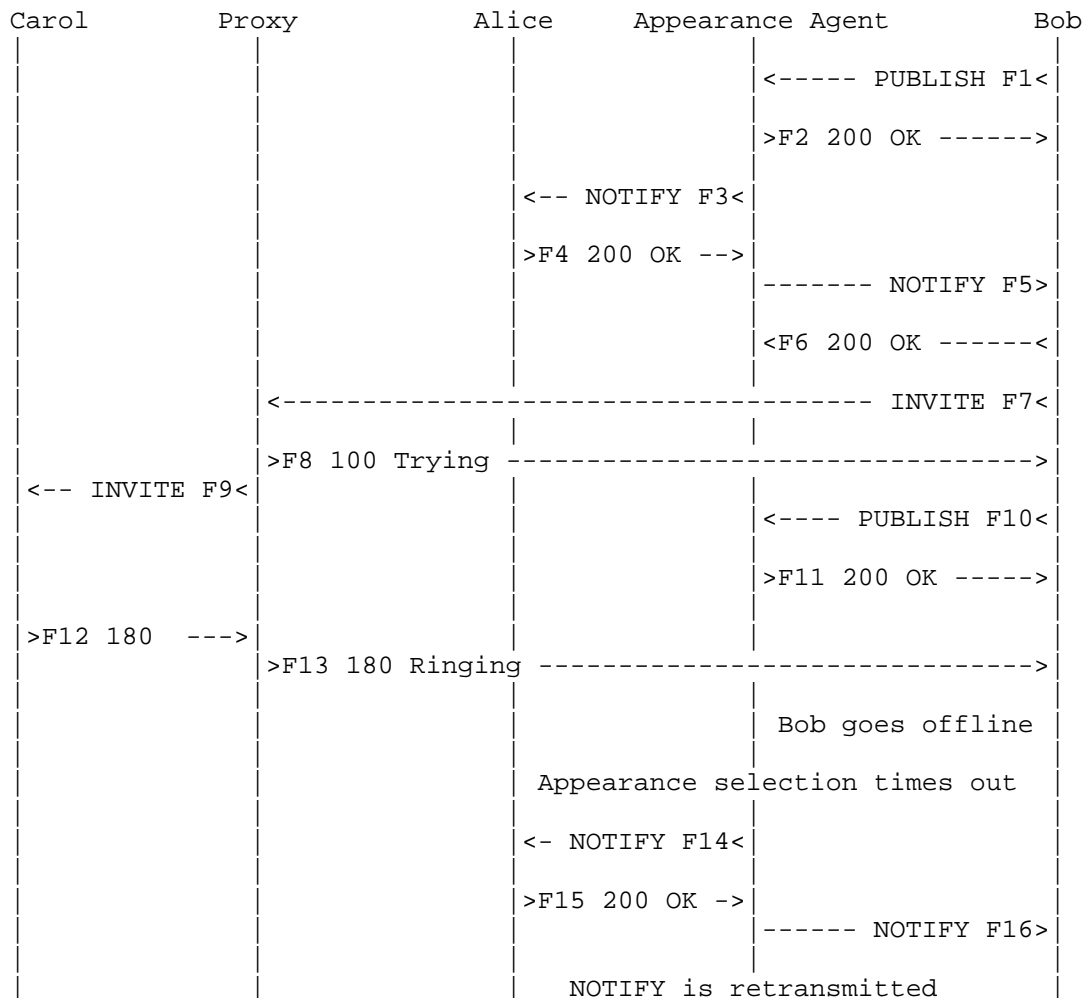 Carol Proxy Alice Appearance Agent Bob
<----- PUBLISH F1<
>F2 200 OK ------>
<-- NOTIFY F3<
>F4 200 OK -->
------- NOTIFY F5>
<F6 200 OK ------<
<------------------------------------- INVITE F7<
>F8 100 Trying --------------------------------->
<-- INVITE F9<
<---- PUBLISH F10<
>F11 200 OK ----->
>F12 180 --->
>F13 180 Ringing ------------------------------->
Bob goes offline
Appearance selection times out
<- NOTIFY F14<
>F15 200 OK ->
------ NOTIFY F16>
NOTIFY is retransmitted